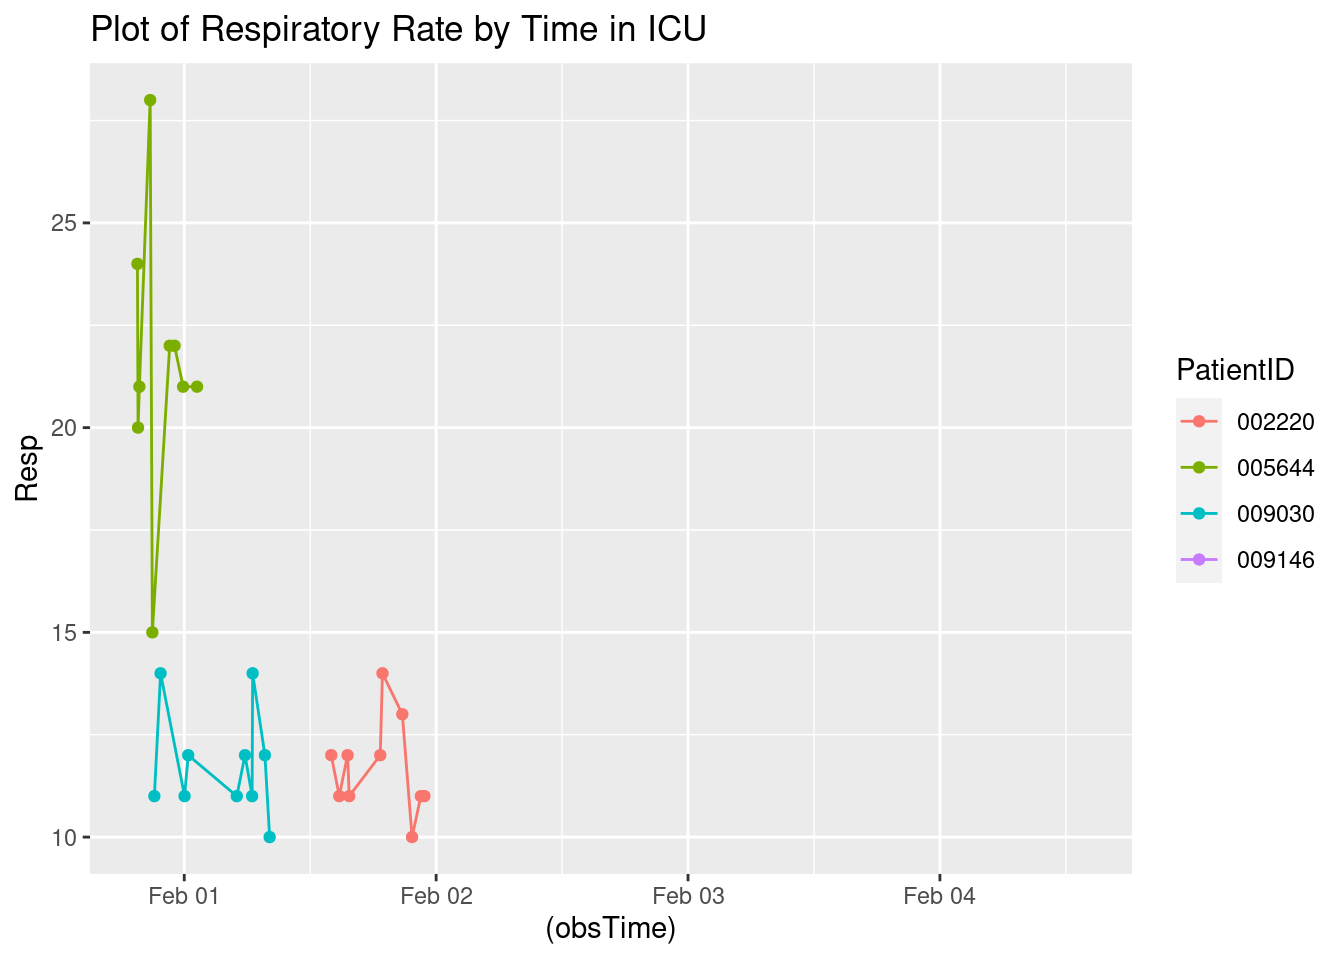 Plot of Respiratory Rate by Time in ICU
25
20
15
10
Resp
Feb 01
Feb 02
Feb 03
Feb 04
(obsTime)
PatientID
002220
005644
009030
009146